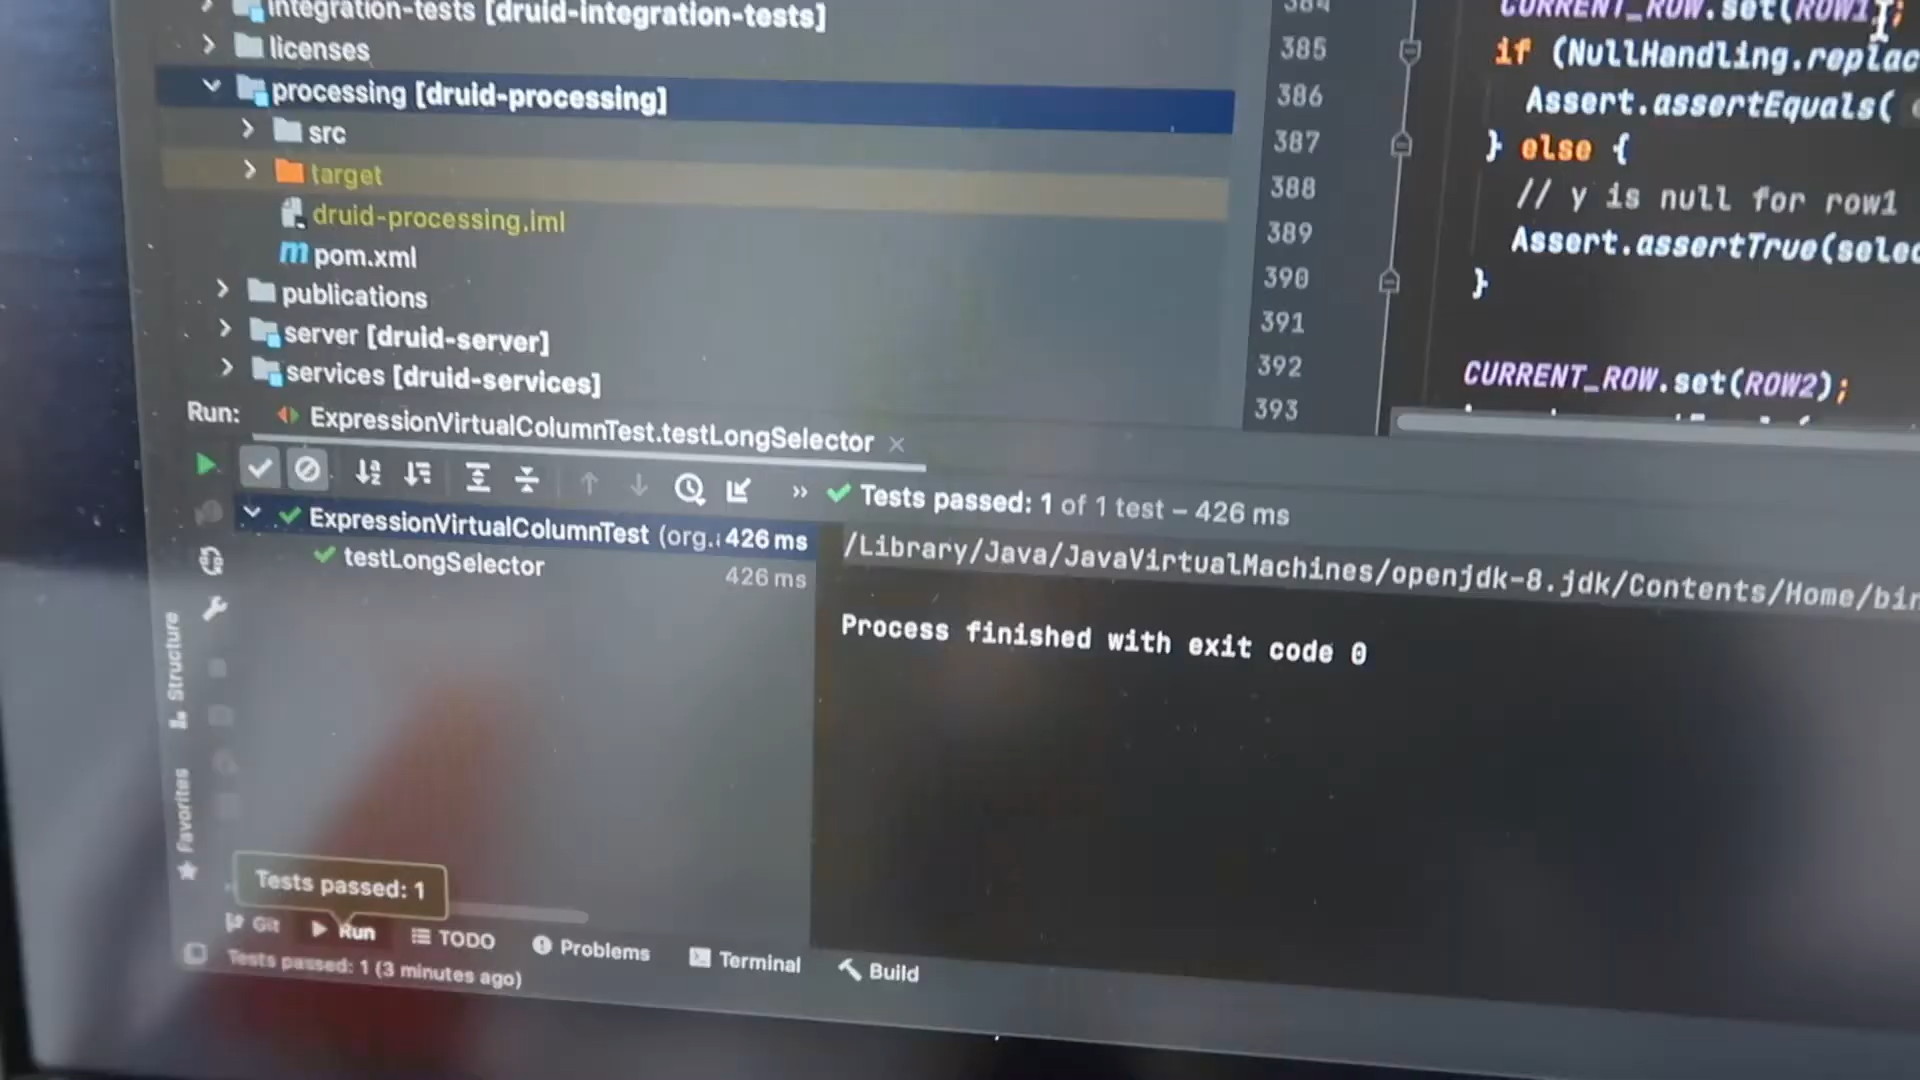 integration-tests [druid-integration-tests]
licenses
processing [druid-processing]
src
target
druid-processing.iml
pom.xml
publications
server [druid-server]
services [druid-services]
384
385
386
387
388
389
390
391
392
393
CURRENT_ROW.set(ROW1);
if (NullHandling.replac
Assert.assertEquals(
} else {
// y is null for row1
Assert.assertTrue(selec
}
CURRENT_ROW.set(ROW2);
Run: ExpressionVirtualColumnTest.testLongSelector
Tests passed: 1 of 1 test – 426 ms
ExpressionVirtualColumnTest (org. 426 ms
testLongSelector 426 ms
/Library/Java/JavaVirtualMachines/openjdk-8.jdk/Contents/Home/bin
Process finished with exit code 0
Structure
Favorites
Tests passed: 1
Git Run TODO Problems Terminal Build
Tests passed: 1 (3 minutes ago)